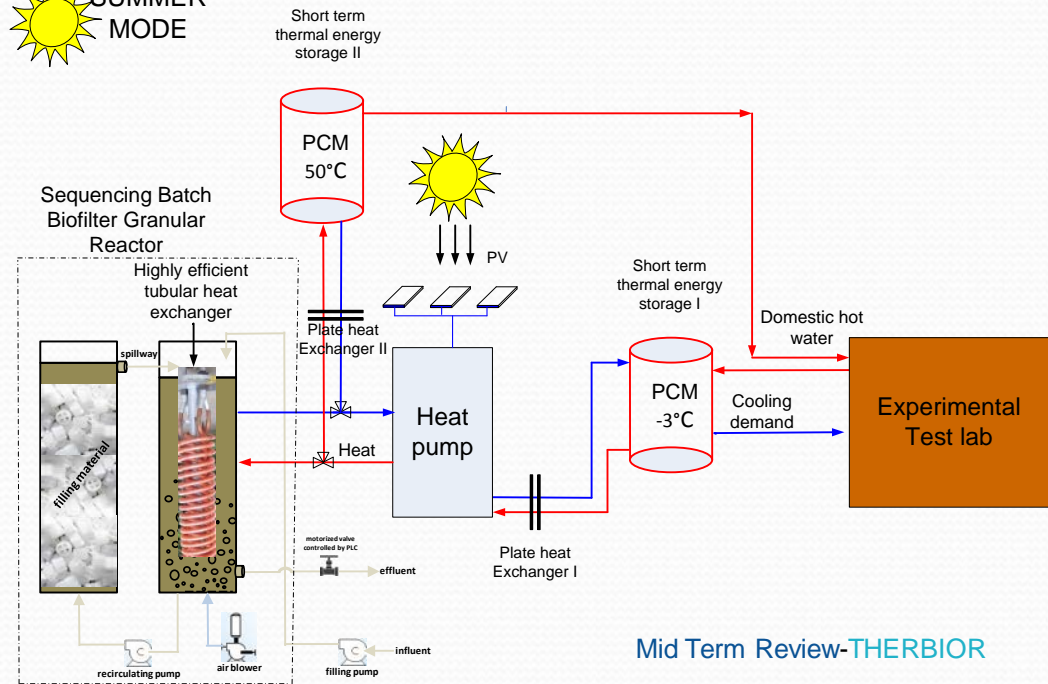 SUMMER
MODE
Short term
thermal energy
storage II
PCM
50°C
Sequencing Batch
Biofilter Granular
Reactor
Highly efficient
tubular heat
exchanger
PV
Short term
thermal energy
storage I
Plate heat
Exchanger II
spillway
Domestic hot
water
PCM
-3°C
Cooling
demand
Experimental
Test lab
Heat
pump
Heat
filling material
Plate heat
Exchanger I
motorized valve
controlled by PLC
effluent
influent
recirculating pump
air blower
filling pump
Mid Term Review-THERBIOR